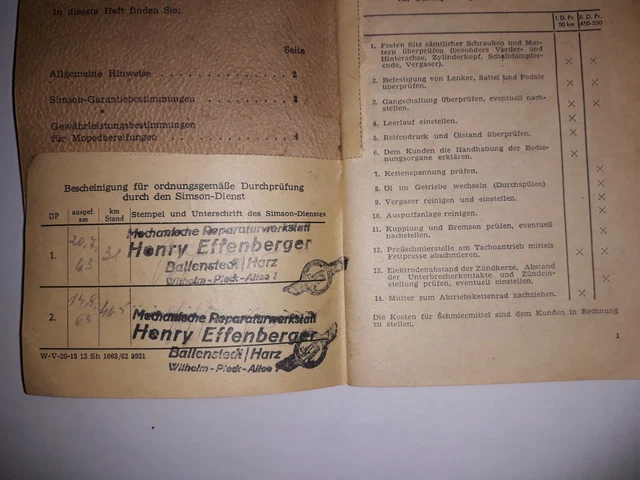 In diesem Heft finden Sie:
Seite
Allgemeine Hinweise . . . . . . . . 2
Simson-Garantiebestimmungen . . . . . 3
Gewährleistungsbestimmungen
für Mopedbereifungen . . . . . . . 4
Bescheinigung für ordnungsgemäße Durchprüfung
durch den Simson-Dienst
DP ausgef. am km Stand Stempel und Unterschrift des Simson-Dienstes
1. 63
Mechanische Reparaturwerkstatt
Henry Effenberger
Ballenstedt/Harz
Wilhelm-Pieck-Allee 1
2. 63
Mechanische Reparaturwerkstatt
Henry Effenberger
Ballenstedt/Harz
Wilhelm-Pieck-Allee 1
W-V-20-15 13 Sh 1068/62 9931
I. D. Pr. II. D. Pr.
50 km 450-550
1. Festen Sitz sämtlicher Schrauben und Muttern
überprüfen (besonders Vorder- und
Hinterachse, Zylinderkopf, Schalldämpferende,
Vergaser). × ×
2. Befestigung von Lenker, Sattel und Pedale
überprüfen. × ×
3. Gangschaltung überprüfen, eventuell nachstellen. × ×
4. Leerlauf einstellen. ×
5. Reifendruck und Ölstand überprüfen. ×
6. Dem Kunden die Handhabung der Bedienungsorgane
erklären. ×
7. Kettenspannung prüfen. ×
8. Öl im Getriebe wechseln (Durchspülen) ×
9. Vergaser reinigen und einstellen. ×
10. Auspuffanlage reinigen. ×
11. Kupplung und Bremsen prüfen, eventuell
nachstellen. ×
12. Preßschmierstelle am Tachoantrieb mittels
Fettpresse abschmieren. × ×
13. Elektrodenabstand der Zündkerze, Abstand
der Unterbrecherkontakte und Zündeinstellung
prüfen, eventuell einstellen. ×
14. Mutter zum Abtriebskettenrad nachziehen. ×
Die Kosten für Schmiermittel sind dem Kunden in Rechnung
zu stellen.
1